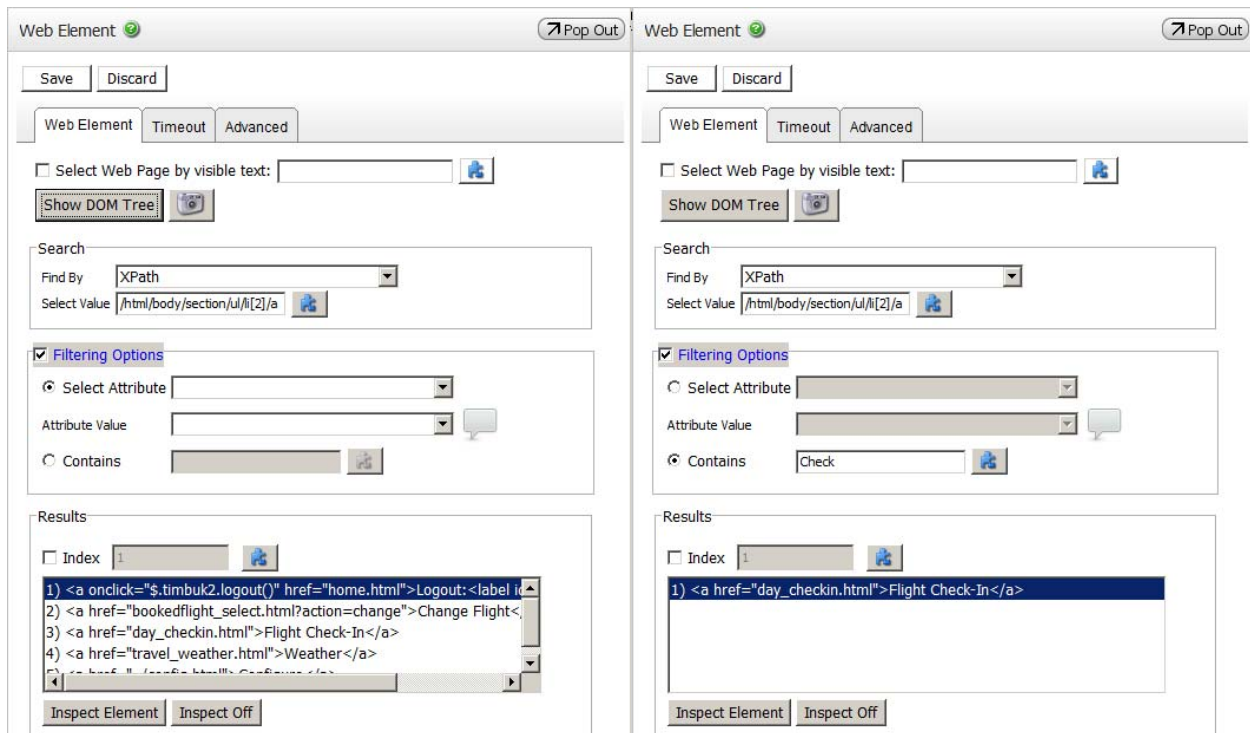 Web Element
Pop Out
Save
Discard
Web Element
Timeout
Advanced
Select Web Page by visible text:
Show DOM Tree
Search
Find By
XPath
Select Value
/html/body/section/ul/li[2]/a
Filtering Options
Select Attribute
Attribute Value
Contains
Results
Index
1
1) <a onclick="$.timbuk2.logout()" href="home.html">Logout:<label
2) <a href="bookedflight_select.html?action=change">Change Flight<
3) <a href="day_checkin.html">Flight Check-In</a>
4) <a href="travel_weather.html">Weather</a>
Inspect Element
Inspect Off
Web Element
Pop Out
Save
Discard
Web Element
Timeout
Advanced
Select Web Page by visible text:
Show DOM Tree
Search
Find By
XPath
Select Value
/html/body/section/ul/li[2]/a
Filtering Options
Select Attribute
Attribute Value
Contains
Check
Results
Index
1
1) <a href="day_checkin.html">Flight Check-In</a>
Inspect Element
Inspect Off